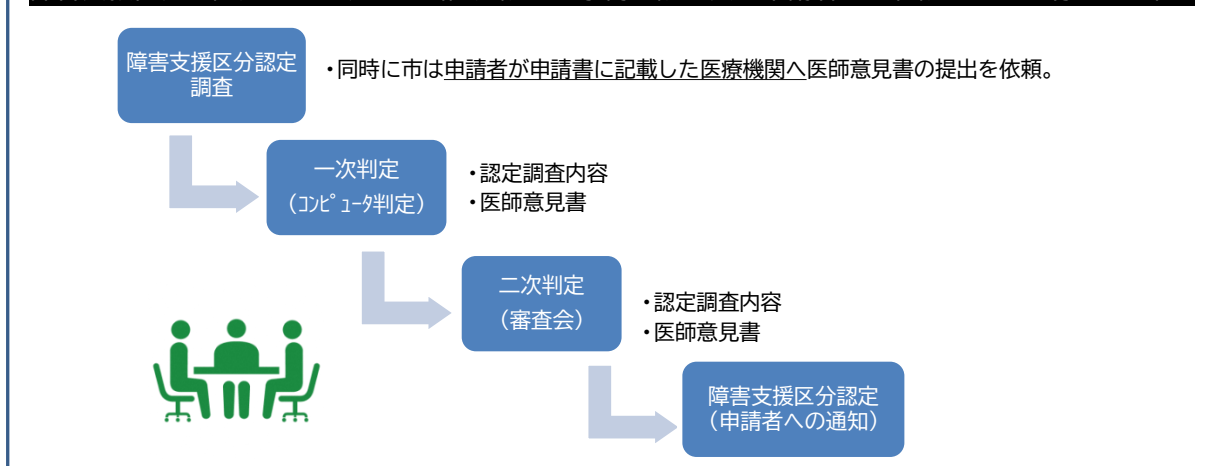 障害支援区分認定
調査
・同時に市は申請者が申請書に記載した医療機関へ医師意見書の提出を依頼。
一次判定
（ｺﾝﾋﾟｭｰﾀ判定）
・認定調査内容
・医師意見書
二次判定
（審査会）
・認定調査内容
・医師意見書
障害支援区分認定
（申請者への通知）